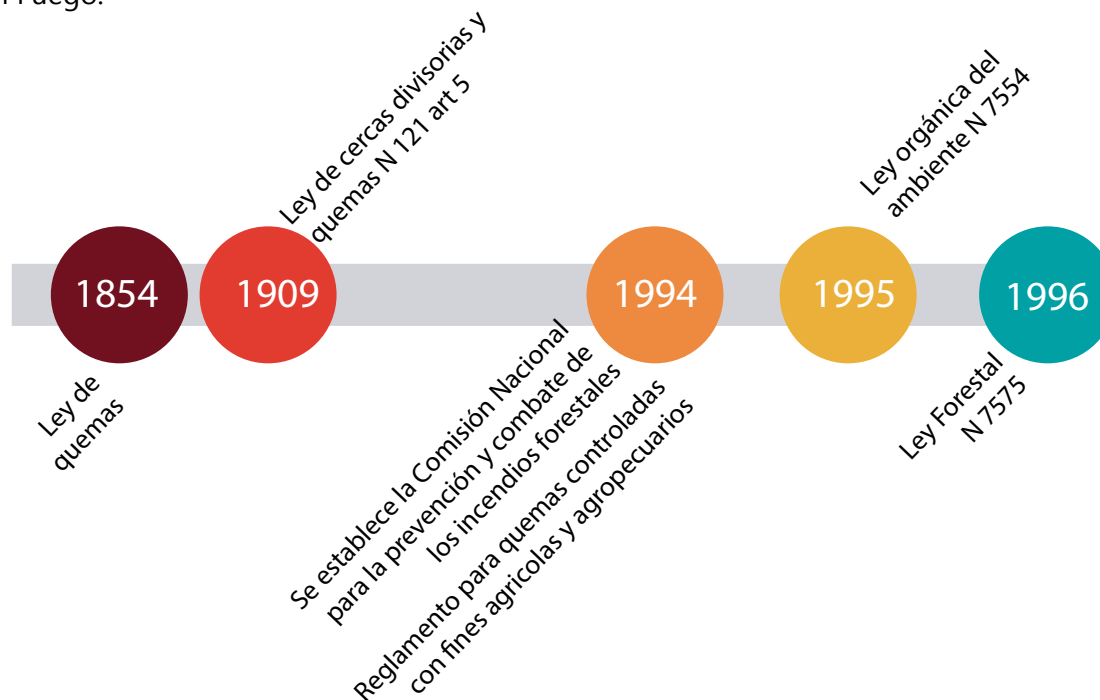 l Fuego.
Ley de cercas divisorias y
quemas N 121 art 5
Ley orgánica del
ambiente N 7554
1854
1909
1994
1995
1996
Ley de
quemas
Se establece la Comisión Nacional
para la prevención y combate de
los incendios forestales
Reglamento para quemas controladas
con fines agricolas y agropecuarios
Ley Forestal
N 7575